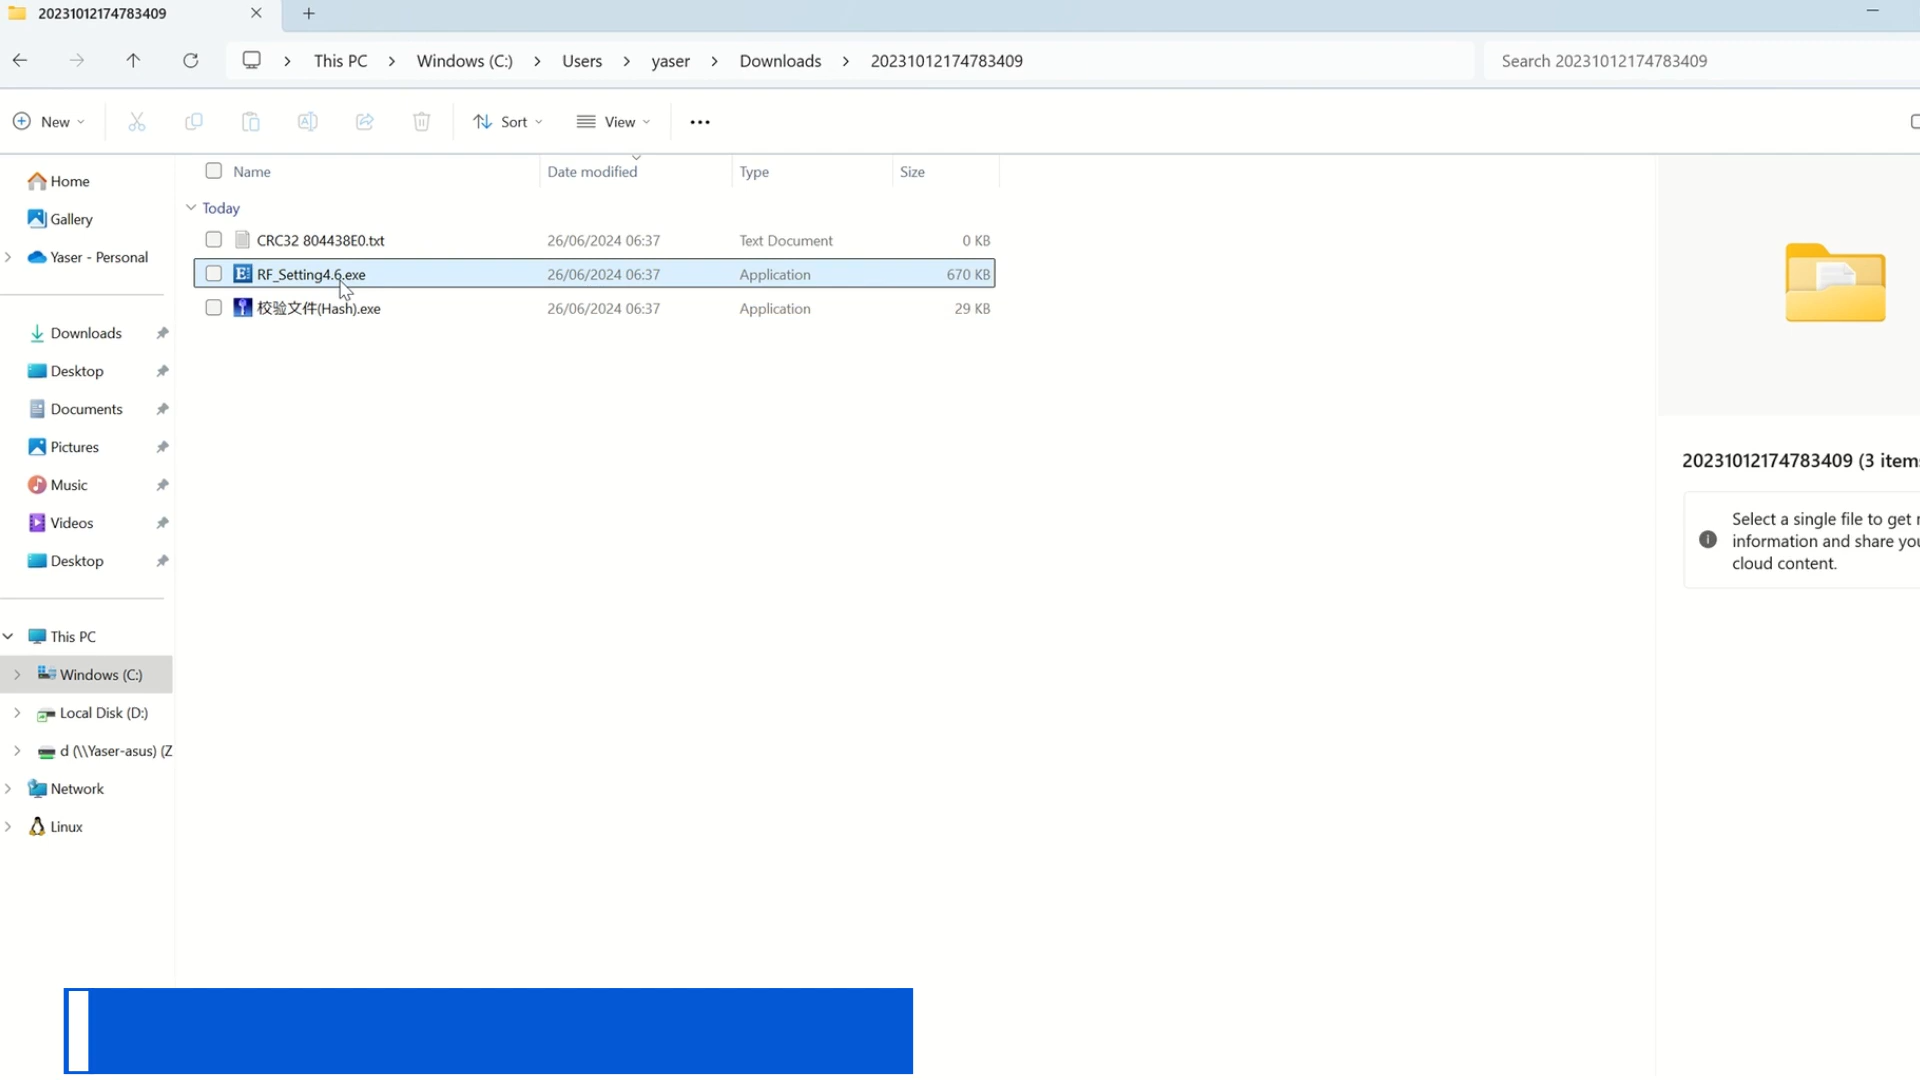 20231012174783409
This PC > Windows (C:) > Users > yaser > Downloads > 20231012174783409
Search 20231012174783409
New
Sort
View
Name Date modified Type Size
Today
CRC32 804438E0.txt 26/06/2024 06:37 Text Document 0 KB
RF_Setting4.6.exe 26/06/2024 06:37 Application 670 KB
校验文件(Hash).exe 26/06/2024 06:37 Application 29 KB
Home
Gallery
Yaser - Personal
Downloads
Desktop
Documents
Pictures
Music
Videos
Desktop
This PC
Windows (C:)
Local Disk (D:)
d (\\Yaser-asus) (Z
Network
Linux
20231012174783409 (3 item
Select a single file to get
information and share you
cloud content.